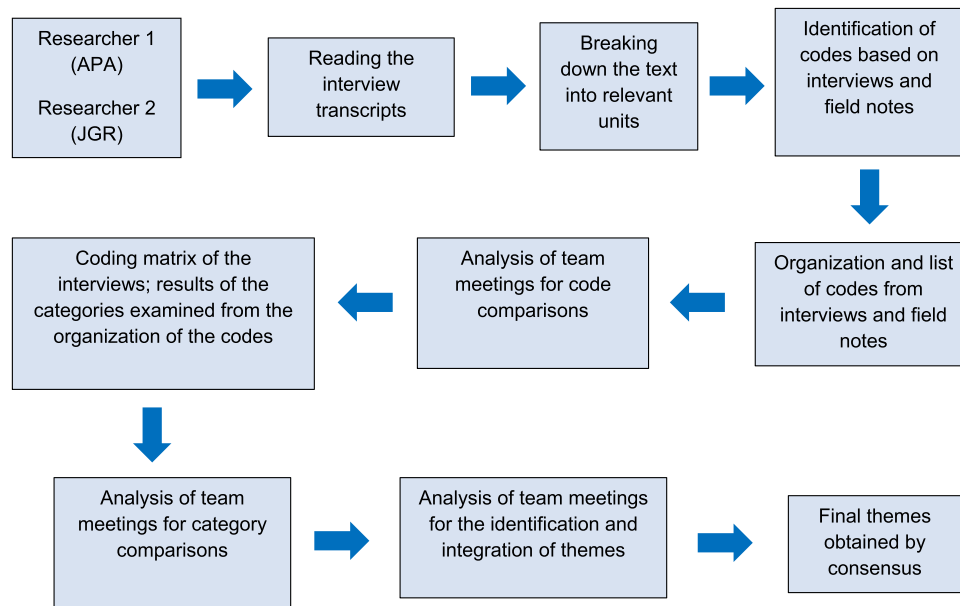 Researcher 1
(APA)
Researcher 2
(JGR)
Reading the
interview
transcripts
Breaking
down the text
into relevant
units
Identification of
codes based on
interviews and
field notes
Coding matrix of the
interviews; results of the
categories examined from the
organization of the codes
Analysis of team
meetings for code
comparisons
Organization and list
of codes from
interviews and field
notes
Analysis of team
meetings for category
comparisons
Analysis of team meetings
for the identification and
integration of themes
Final themes
obtained by
consensus